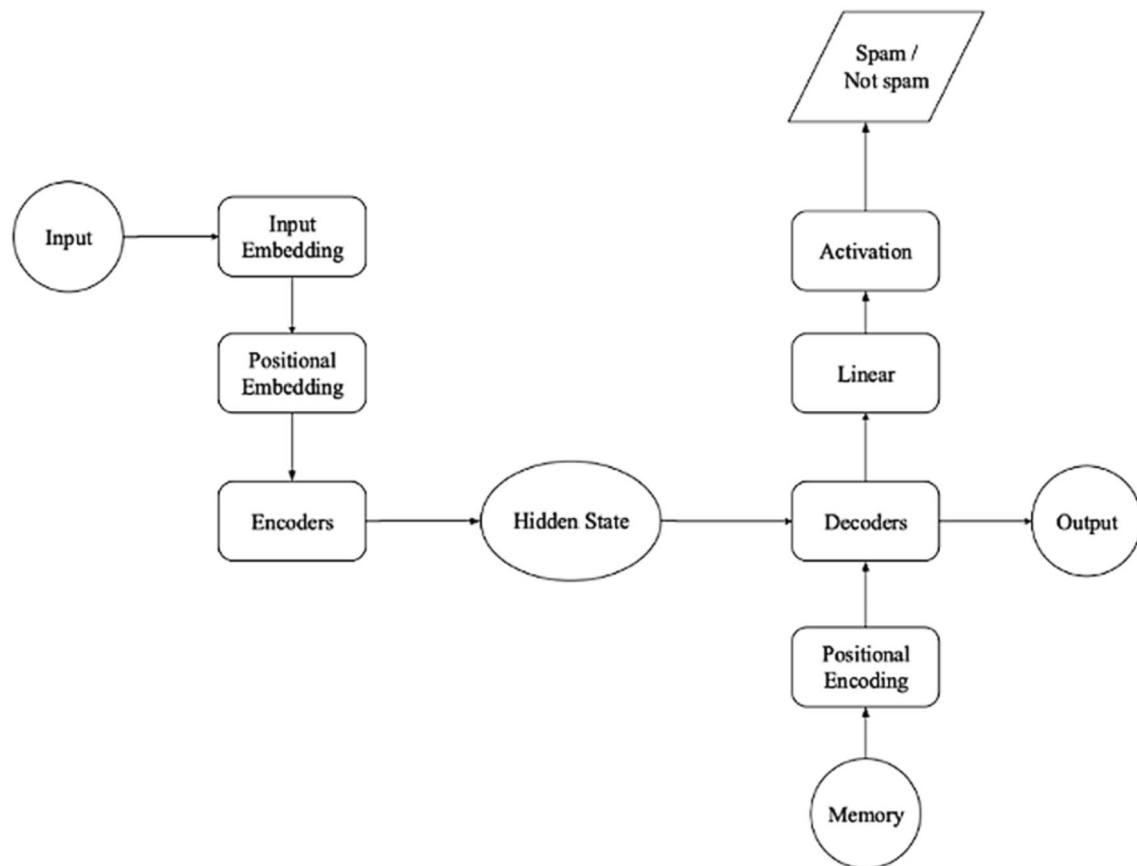 Spam /
Not spam
Input
Input
Embedding
Activation
Positional
Embedding
Linear
Encoders
Hidden State
Decoders
Output
Positional
Encoding
Memory